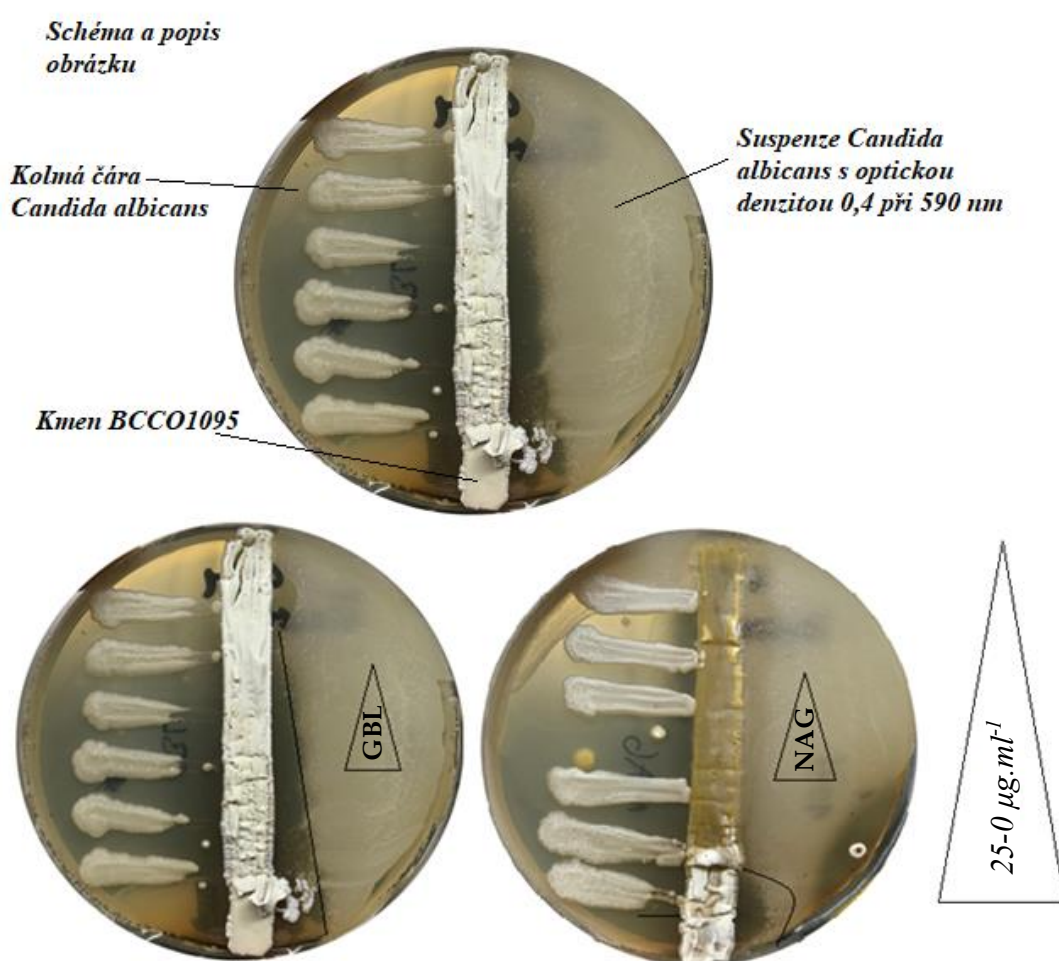 Schéma a popis
obrázku
Kolmá čára
Candida albicans
Suspenze Candida
albicans s optickou
denzitou 0,4 při 590 nm
Kmen BCCO1095
GBL
NAG
25-0 µg.ml⁻¹